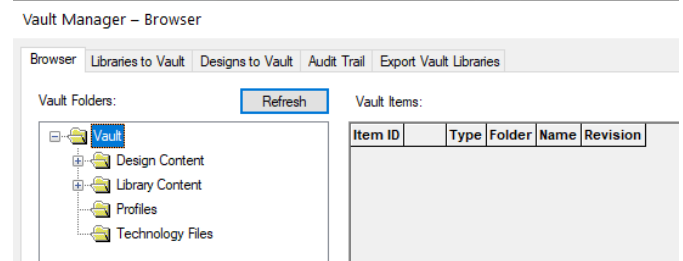 Vault Manager – Browser
Browser Libraries to Vault Designs to Vault Audit Trail Export Vault Libraries
Vault Folders: Refresh Vault Items:
Vault
Design Content
Library Content
Profiles
Technology Files
Item ID Type Folder Name Revision